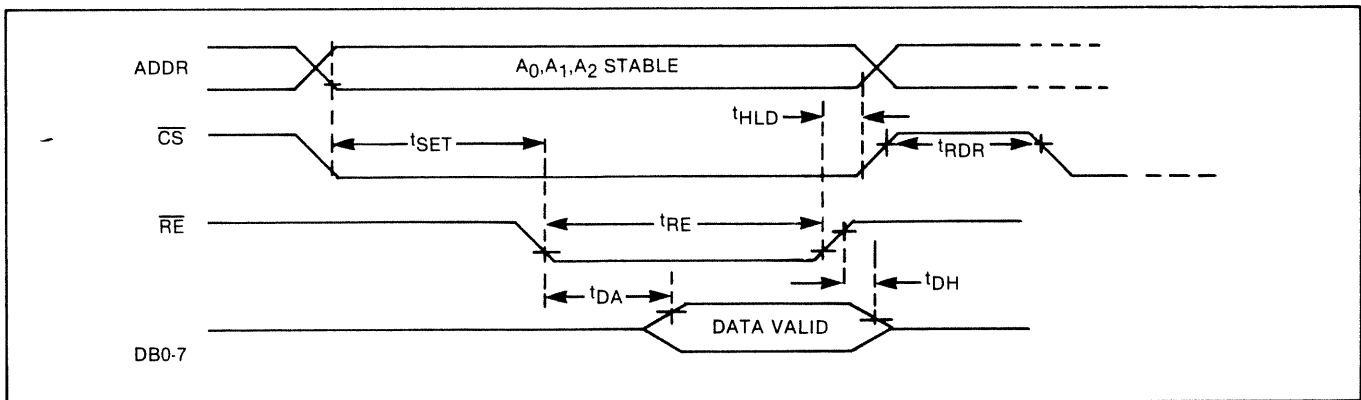 ADDR
A0,A1,A2 STABLE
tHLD
CS
tSET
tRDR
RE
tRE
tDA
tDH
DATA VALID
DB0-7